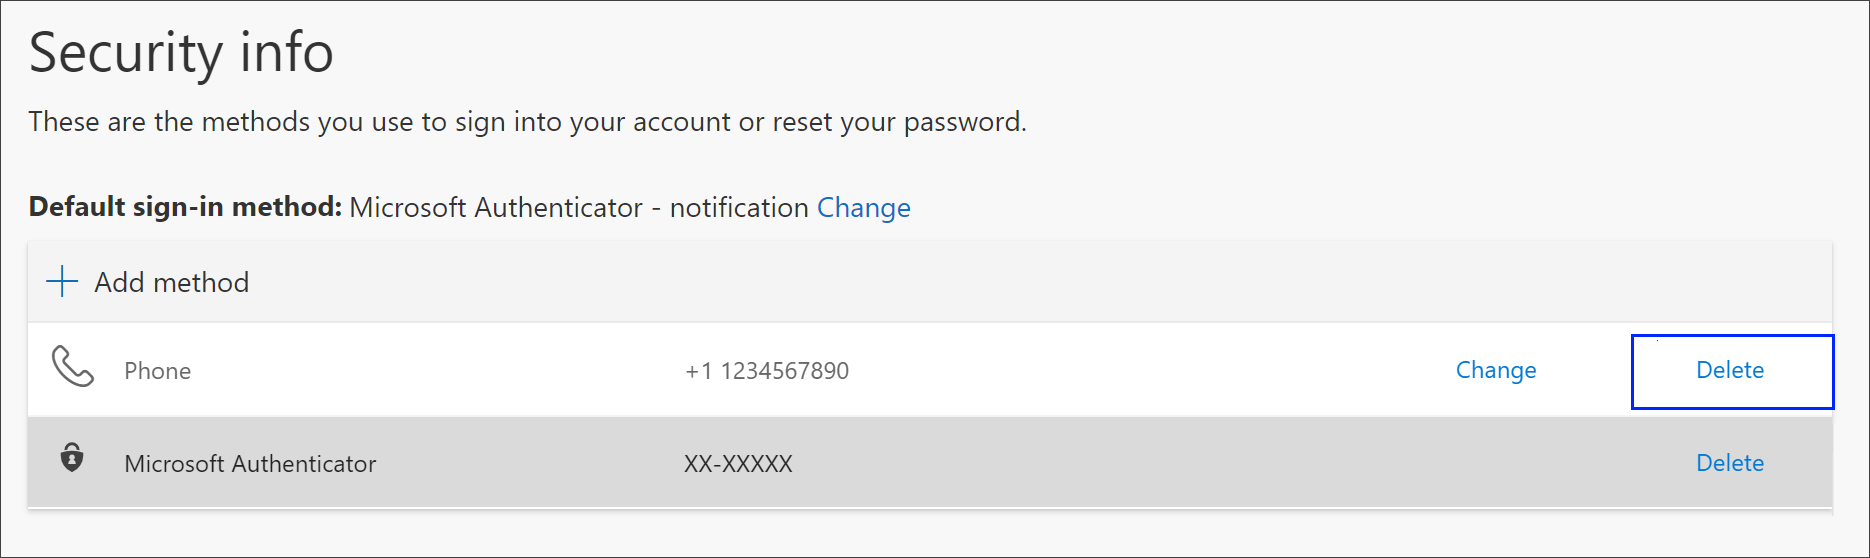 Security info
These are the methods you use to sign into your account or reset your password.
Default sign-in method: Microsoft Authenticator - notification Change
Add method
Phone +1 1234567890 Change Delete
Microsoft Authenticator XX-XXXXX Delete